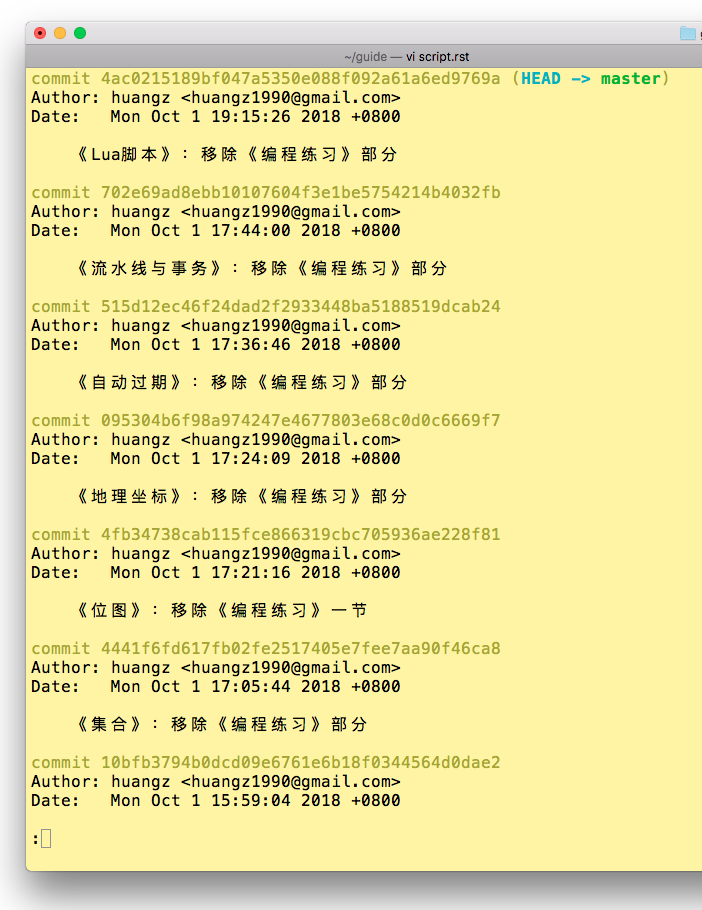 ~/guide — vi script.rst
commit 4ac0215189bf047a5350e088f092a61a6ed9769a (HEAD -> master)
Author: huangz <huangz1990@gmail.com>
Date:   Mon Oct 1 19:15:26 2018 +0800
《Lua脚本》：移除《编程练习》部分
commit 702e69ad8ebb10107604f3e1be5754214b4032fb
Author: huangz <huangz1990@gmail.com>
Date:   Mon Oct 1 17:44:00 2018 +0800
《流水线与事务》：移除《编程练习》部分
commit 515d12ec46f24dad2f2933448ba5188519dcab24
Author: huangz <huangz1990@gmail.com>
Date:   Mon Oct 1 17:36:46 2018 +0800
《自动过期》：移除《编程练习》部分
commit 095304b6f98a974247e4677803e68c0d0c6669f7
Author: huangz <huangz1990@gmail.com>
Date:   Mon Oct 1 17:24:09 2018 +0800
《地理坐标》：移除《编程练习》部分
commit 4fb34738cab115fce866319cbc705936ae228f81
Author: huangz <huangz1990@gmail.com>
Date:   Mon Oct 1 17:21:16 2018 +0800
《位图》：移除《编程练习》一节
commit 4441f6fd617fb02fe2517405e7fee7aa90f46ca8
Author: huangz <huangz1990@gmail.com>
Date:   Mon Oct 1 17:05:44 2018 +0800
《集合》：移除《编程练习》部分
commit 10bfb3794b0dcd09e6761e6b18f0344564d0dae2
Author: huangz <huangz1990@gmail.com>
Date:   Mon Oct 1 15:59:04 2018 +0800
: